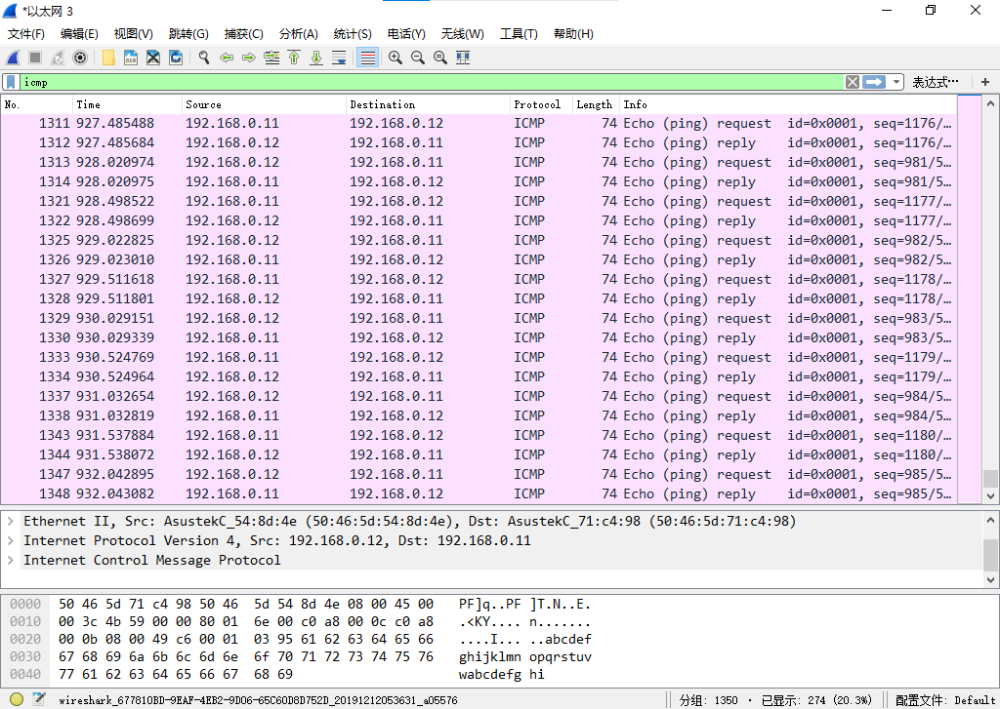 *以太网 3
文件(F) 编辑(E) 视图(V) 跳转(G) 捕获(C) 分析(A) 统计(S) 电话(Y) 无线(W) 工具(T) 帮助(H)
icmp 表达式… +
No. Time Source Destination Protocol Length Info
1311 927.485488 192.168.0.11 192.168.0.12 ICMP 74 Echo (ping) request id=0x0001, seq=1176/…
1312 927.485684 192.168.0.12 192.168.0.11 ICMP 74 Echo (ping) reply id=0x0001, seq=1176/…
1313 928.020974 192.168.0.12 192.168.0.11 ICMP 74 Echo (ping) request id=0x0001, seq=981/5…
1314 928.020975 192.168.0.11 192.168.0.12 ICMP 74 Echo (ping) reply id=0x0001, seq=981/5…
1321 928.498522 192.168.0.11 192.168.0.12 ICMP 74 Echo (ping) request id=0x0001, seq=1177/…
1322 928.498699 192.168.0.12 192.168.0.11 ICMP 74 Echo (ping) reply id=0x0001, seq=1177/…
1325 929.022825 192.168.0.12 192.168.0.11 ICMP 74 Echo (ping) request id=0x0001, seq=982/5…
1326 929.023010 192.168.0.11 192.168.0.12 ICMP 74 Echo (ping) reply id=0x0001, seq=982/5…
1327 929.511618 192.168.0.11 192.168.0.12 ICMP 74 Echo (ping) request id=0x0001, seq=1178/…
1328 929.511801 192.168.0.12 192.168.0.11 ICMP 74 Echo (ping) reply id=0x0001, seq=1178/…
1329 930.029151 192.168.0.12 192.168.0.11 ICMP 74 Echo (ping) request id=0x0001, seq=983/5…
1330 930.029339 192.168.0.11 192.168.0.12 ICMP 74 Echo (ping) reply id=0x0001, seq=983/5…
1333 930.524769 192.168.0.11 192.168.0.12 ICMP 74 Echo (ping) request id=0x0001, seq=1179/…
1334 930.524964 192.168.0.12 192.168.0.11 ICMP 74 Echo (ping) reply id=0x0001, seq=1179/…
1337 931.032654 192.168.0.12 192.168.0.11 ICMP 74 Echo (ping) request id=0x0001, seq=984/5…
1338 931.032819 192.168.0.11 192.168.0.12 ICMP 74 Echo (ping) reply id=0x0001, seq=984/5…
1343 931.537884 192.168.0.11 192.168.0.12 ICMP 74 Echo (ping) request id=0x0001, seq=1180/…
1344 931.538072 192.168.0.12 192.168.0.11 ICMP 74 Echo (ping) reply id=0x0001, seq=1180/…
1347 932.042895 192.168.0.12 192.168.0.11 ICMP 74 Echo (ping) request id=0x0001, seq=985/5…
1348 932.043082 192.168.0.11 192.168.0.12 ICMP 74 Echo (ping) reply id=0x0001, seq=985/5…
Ethernet II, Src: AsustekC_54:8d:4e (50:46:5d:54:8d:4e), Dst: AsustekC_71:c4:98 (50:46:5d:71:c4:98)
Internet Protocol Version 4, Src: 192.168.0.12, Dst: 192.168.0.11
Internet Control Message Protocol
0000 50 46 5d 71 c4 98 50 46 5d 54 8d 4e 08 00 45 00 PF]q..PF ]T.N..E.
0010 00 3c 4b 59 00 00 80 01 6e 00 c0 a8 00 0c c0 a8 .<KY.... n.......
0020 00 0b 08 00 49 c6 00 01 03 95 61 62 63 64 65 66 ....I... ..abcdef
0030 67 68 69 6a 6b 6c 6d 6e 6f 70 71 72 73 74 75 76 ghijklmn opqrstuv
0040 77 61 62 63 64 65 66 67 68 69 wabcdefg hi
wireshark_677810BD-9EAF-4EB2-9D06-65C60D8D752D_20191212053631_a05576 分组: 1350 · 已显示: 274 (20.3%) 配置文件: Default